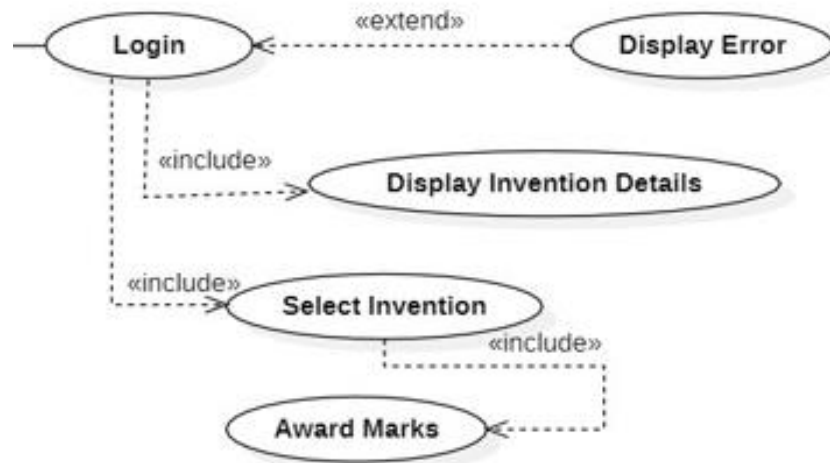 «extend»
Login
Display Error
«include»
Display Invention Details
«include»
Select Invention
«include»
Award Marks